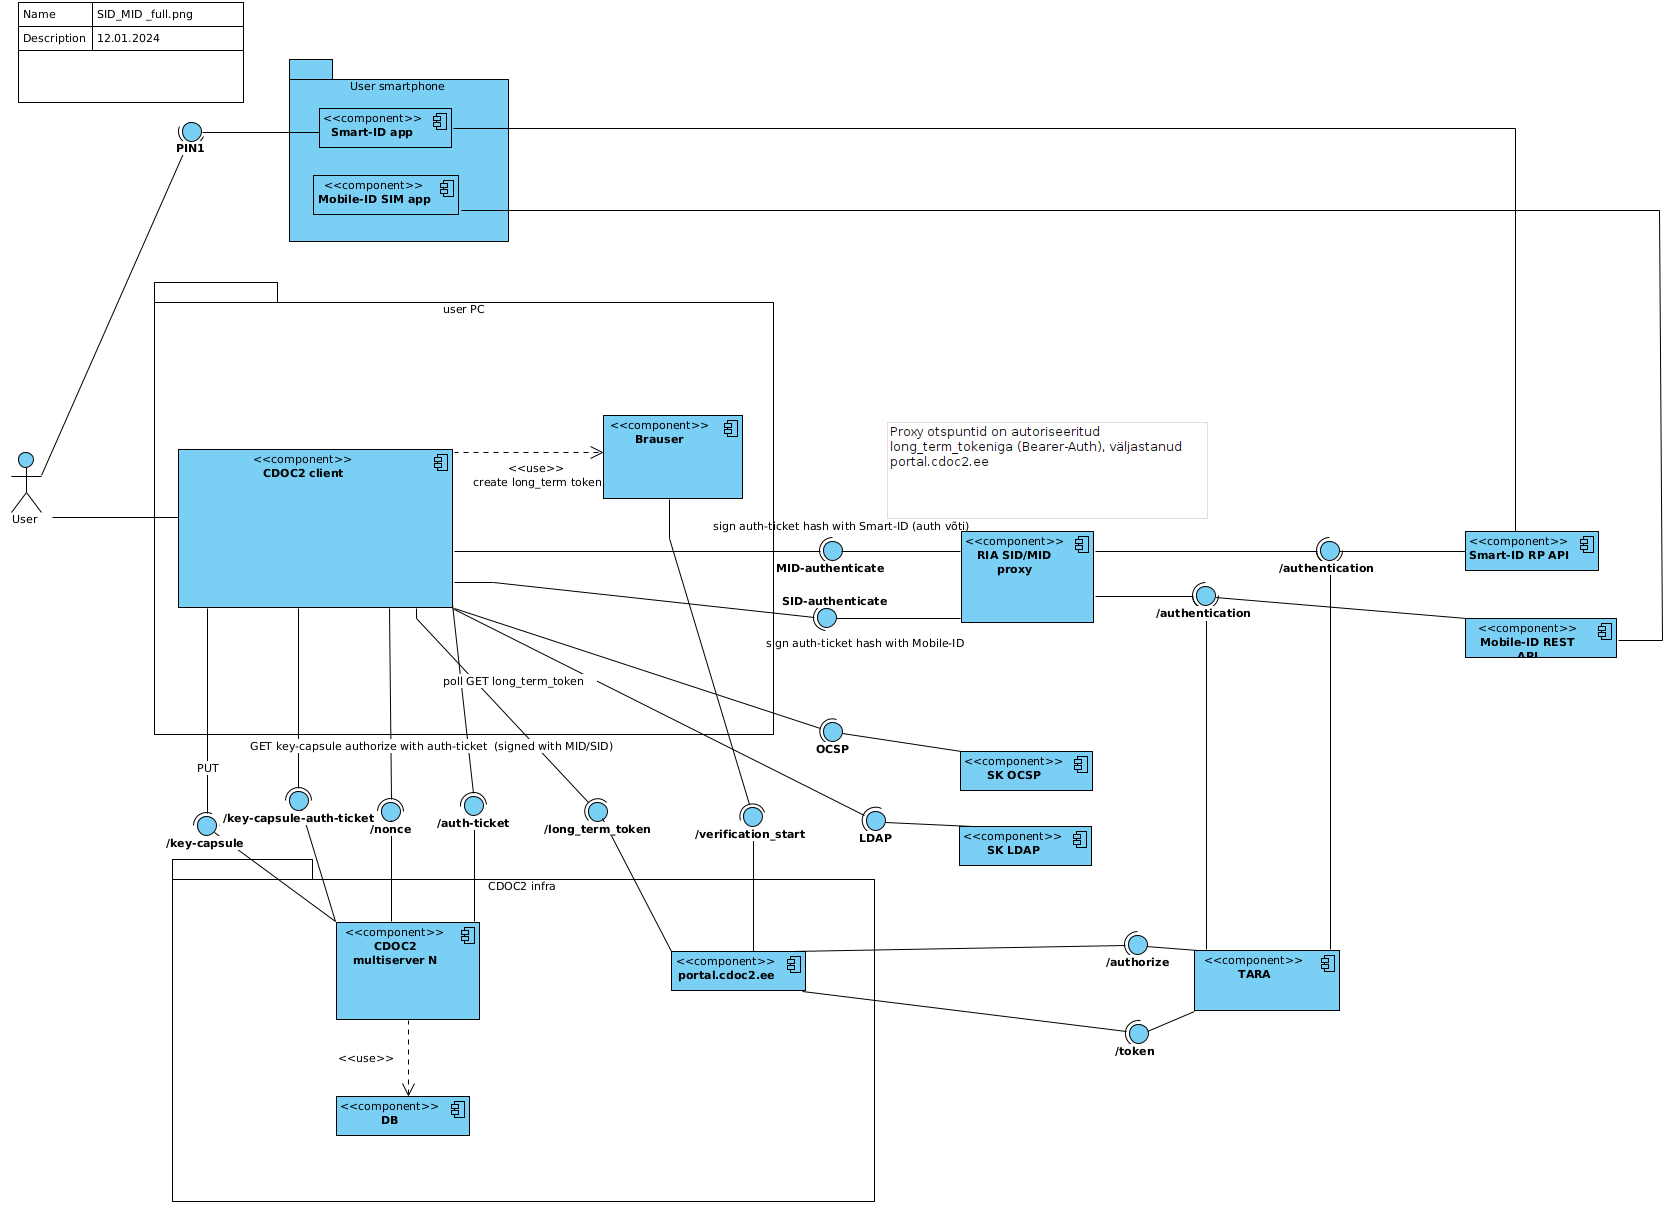 Name
SID_MID _full.png
Description
12.01.2024
User smartphone
<<component>>
Smart-ID app
PIN1
<<component>>
Mobile-ID SIM app
user PC
<<component>>
Brauser
<<component>>
CDOC2 client
<<use>>
create long_term token
User
Proxy otspuntid on autoriseeritud
long_term_tokeniga (Bearer-Auth), väljastanud
portal.cdoc2.ee
sign auth-ticket hash with Smart-ID (auth võti)
MID-authenticate
<<component>>
RIA SID/MID
proxy
/authentication
<<component>>
Smart-ID RP API
SID-authenticate
/authentication
sign auth-ticket hash with Mobile-ID
<<component>>
Mobile-ID REST
API
poll GET long_term_token
GET key-capsule authorize with auth-ticket  (signed with MID/SID)
OCSP
<<component>>
SK OCSP
PUT
/key-capsule
/key-capsule-auth-ticket
/nonce
/auth-ticket
/long_term_token
/verification_start
LDAP
<<component>>
SK LDAP
CDOC2 infra
<<component>>
CDOC2
multiserver N
<<component>>
portal.cdoc2.ee
/authorize
<<component>>
TARA
/token
<<use>>
<<component>>
DB